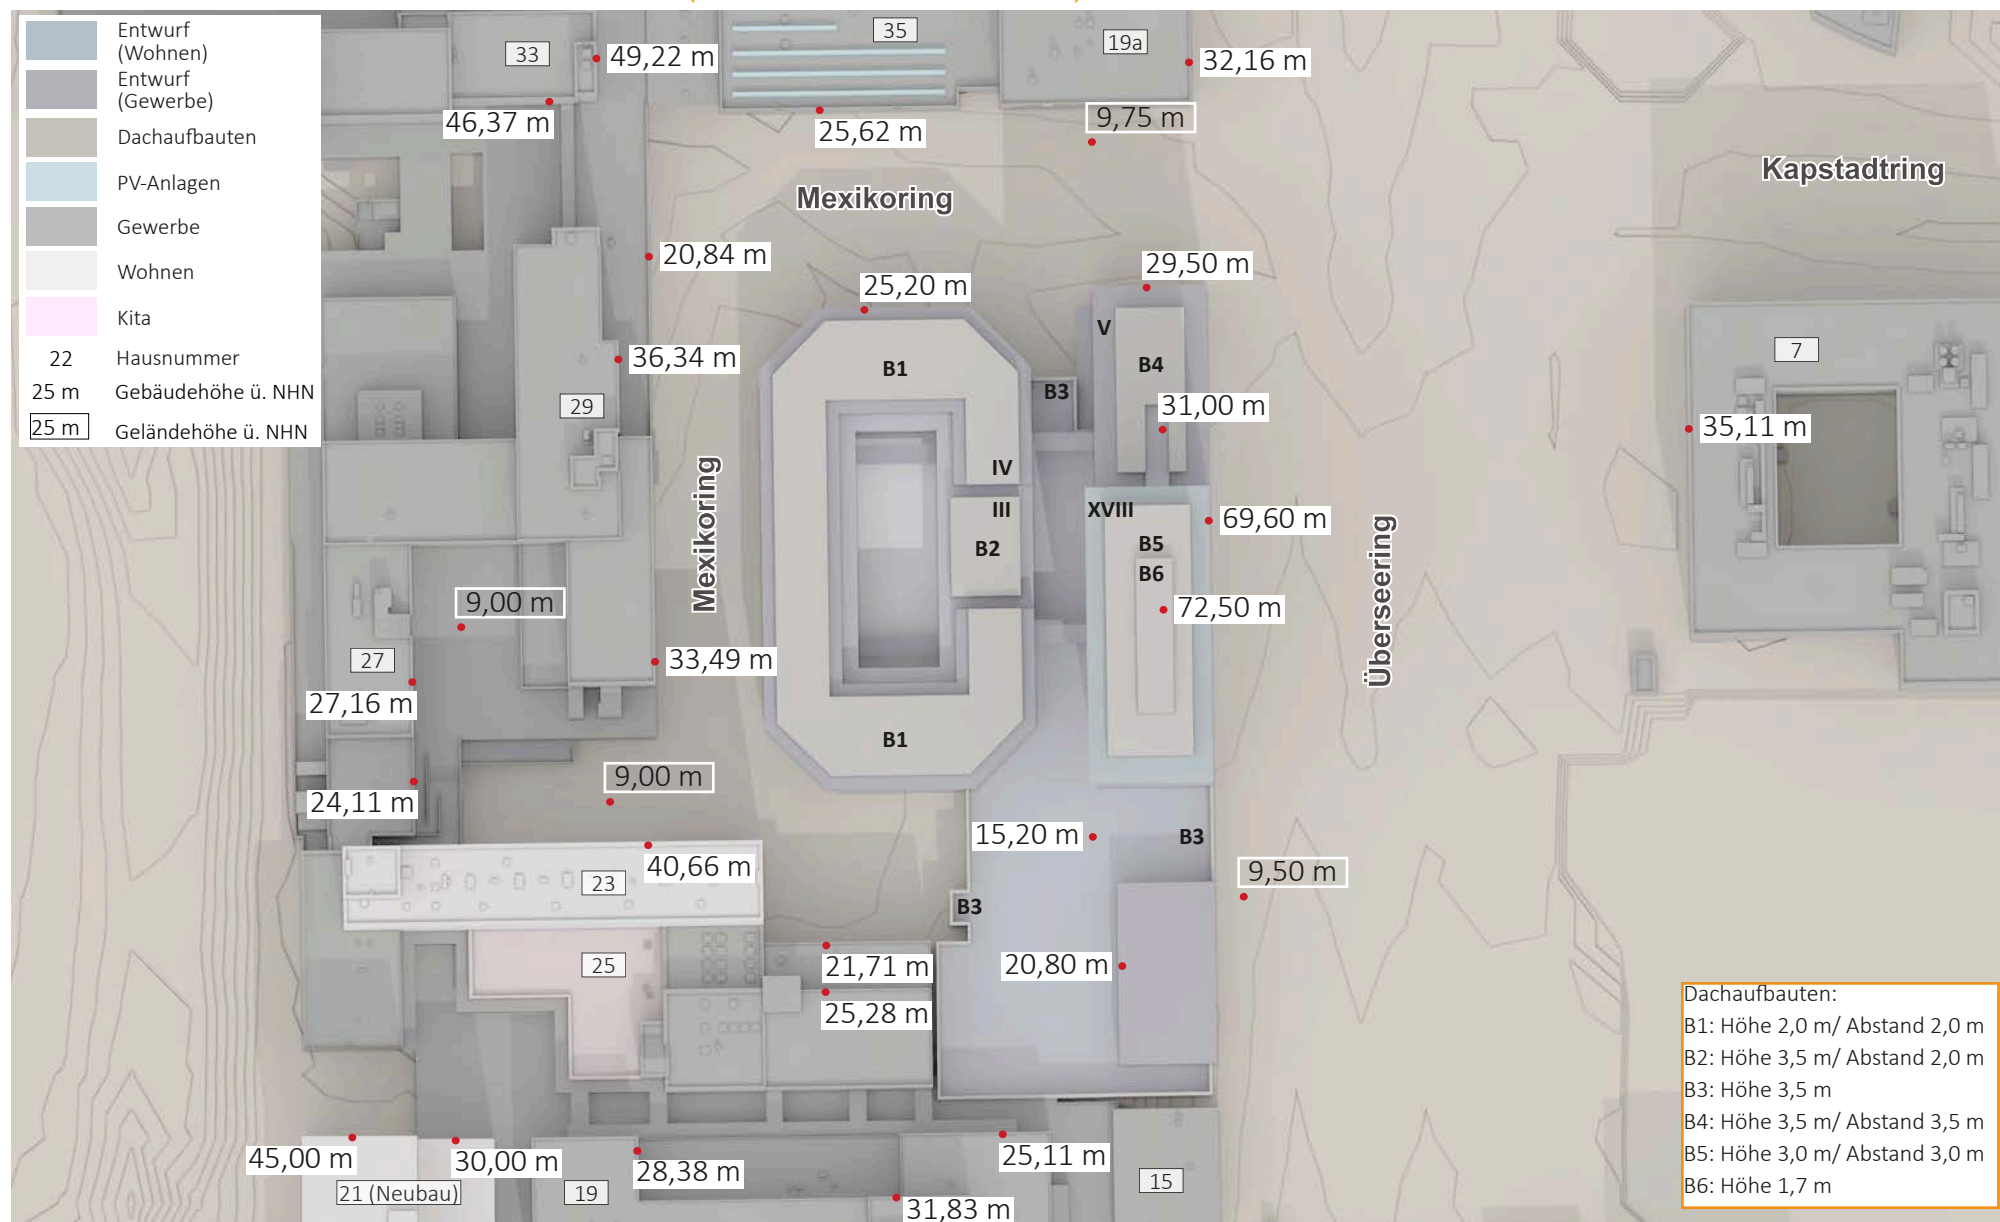 Entwurf
(Wohnen)
Entwurf
(Gewerbe)
Dachaufbauten
PV-Anlagen
Gewerbe
Wohnen
Kita
22 Hausnummer
25 m Gebäudehöhe ü. NHN
25 m Geländehöhe ü. NHN
33
49,22 m
46,37 m
35
25,62 m
19a
32,16 m
9,75 m
Mexikoring
Kapstadtring
20,84 m
25,20 m
29,50 m
V
B4
B1
B3
31,00 m
36,34 m
29
7
35,11 m
IV
III
B2
XVIII
B5
B6
69,60 m
72,50 m
Mexikoring
Überseering
9,00 m
27
33,49 m
27,16 m
B1
9,00 m
24,11 m
15,20 m
B3
40,66 m
23
9,50 m
B3
25
21,71 m
20,80 m
25,28 m
45,00 m
30,00 m
28,38 m
25,11 m
21 (Neubau)
19
31,83 m
15
Dachaufbauten:
B1: Höhe 2,0 m/ Abstand 2,0 m
B2: Höhe 3,5 m/ Abstand 2,0 m
B3: Höhe 3,5 m
B4: Höhe 3,5 m/ Abstand 3,5 m
B5: Höhe 3,0 m/ Abstand 3,0 m
B6: Höhe 1,7 m